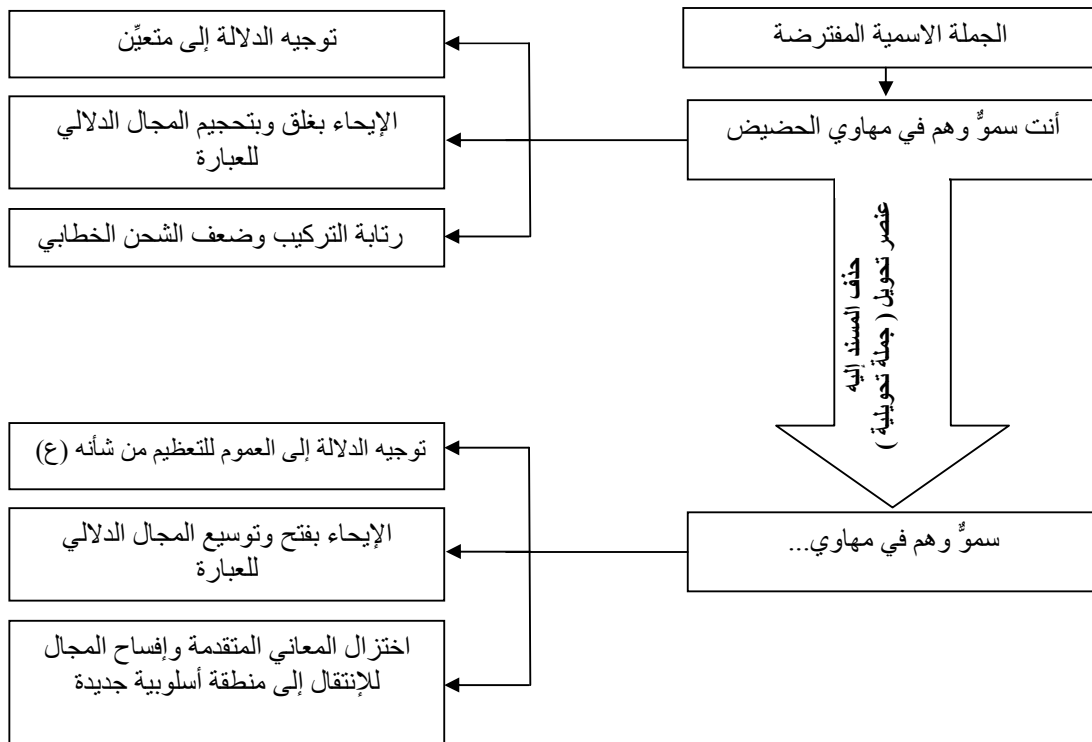 الجملة الاسمية المفترضة
أنت سموٌّ وهم في مهاوي الحضيض
توجيه الدلالة إلى متعيِّن
الإيحاء بغلق وبتحجيم المجال الدلالي
للعبارة
رتابة التركيب وضعف الشحن الخطابي
عنصر تحويل ( جملة تحويلية )
حذف المسند إليه
سموٌّ وهم في مهاوي...
توجيه الدلالة إلى العموم للتعظيم من شأنه (ع)
الإيحاء بفتح وتوسيع المجال الدلالي
للعبارة
اختزال المعاني المتقدمة وإفساح المجال
للإنتقال إلى منطقة أسلوبية جديدة